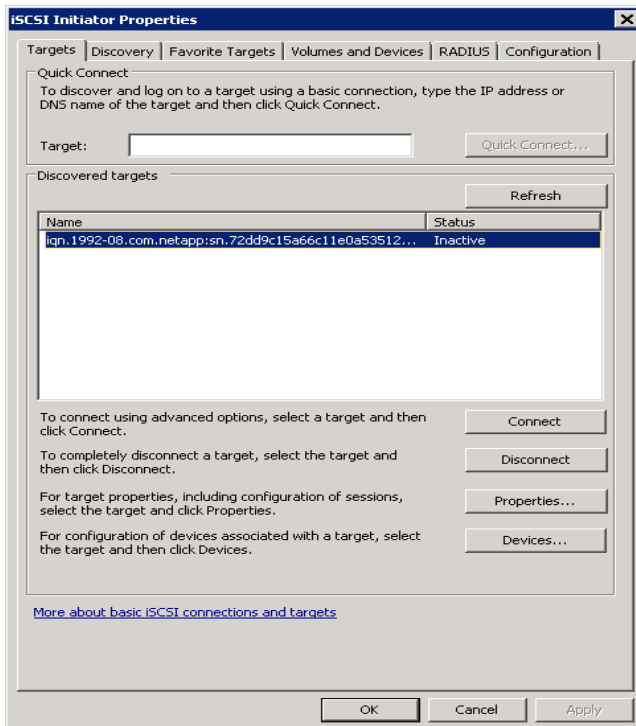 iSCSI Initiator Properties
Targets Discovery Favorite Targets Volumes and Devices RADIUS Configuration
Quick Connect
To discover and log on to a target using a basic connection, type the IP address or
DNS name of the target and then click Quick Connect.
Target: Quick Connect...
Discovered targets
Refresh
Name Status
iqn.1992-08.com.netapp:sn.72dd9c15a66c11e0a53512... Inactive
To connect using advanced options, select a target and then
click Connect.
Connect
To completely disconnect a target, select the target and
then click Disconnect.
Disconnect
For target properties, including configuration of sessions,
select the target and click Properties.
Properties...
For configuration of devices associated with a target, select
the target and then click Devices.
Devices...
More about basic iSCSI connections and targets
OK Cancel Apply